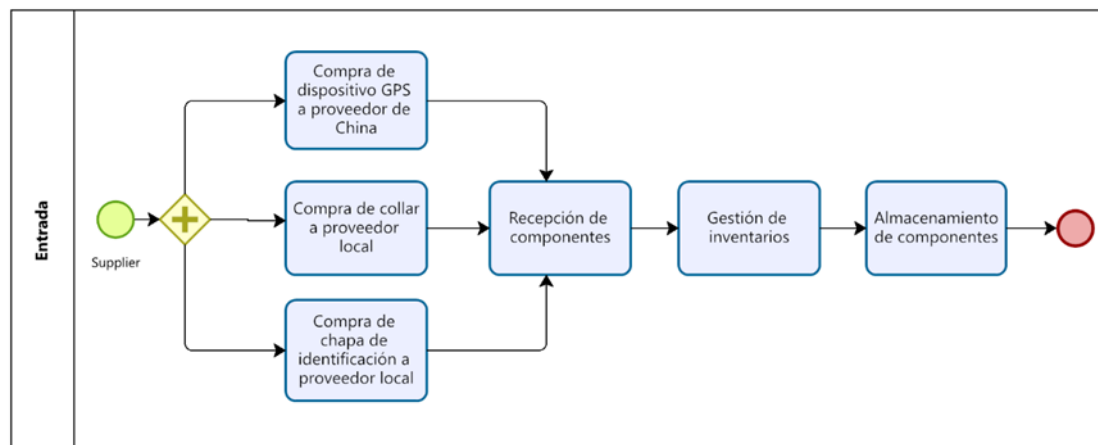 Entrada
Supplier
Compra de
dispositivo GPS
a proveedor de
China
Compra de collar
a proveedor
local
Compra de
chapa de
identificación a
proveedor local
Recepción de
componentes
Gestión de
inventarios
Almacenamiento
de componentes